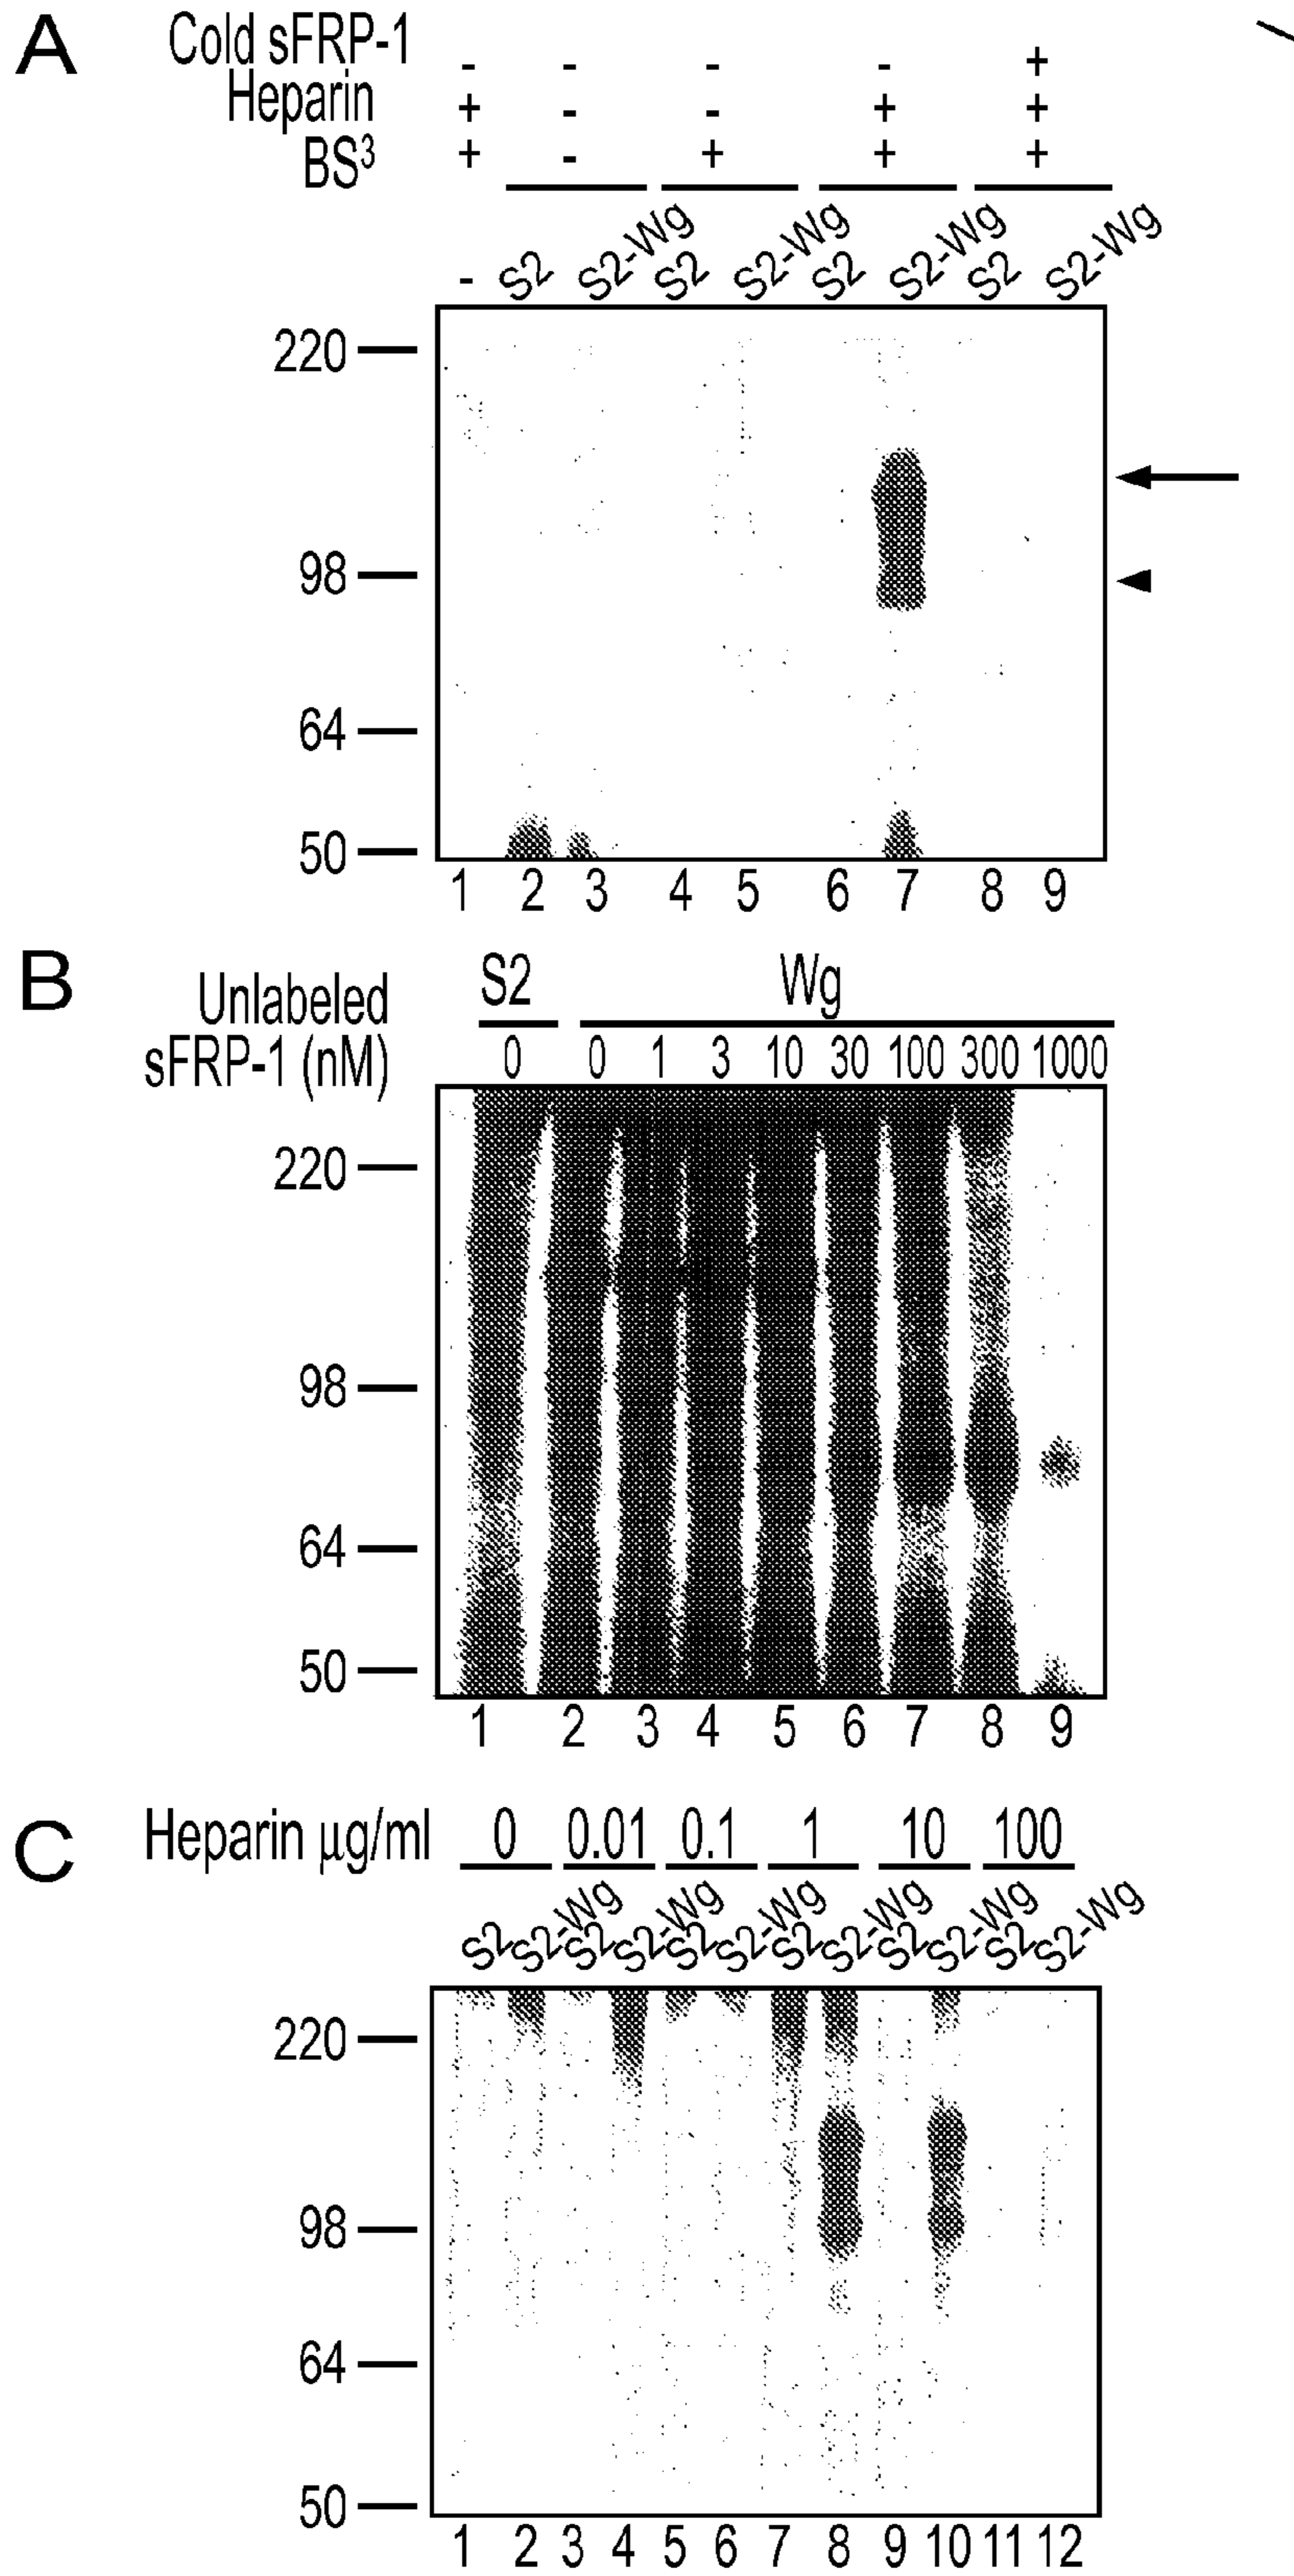 A
Cold sFRP-1 - - - - +
Heparin + - - + +
BS³ + - + + +
- S2 S2-Wg S2 S2-Wg S2 S2-Wg S2 S2-Wg
220
98
64
50
1 2 3 4 5 6 7 8 9
B
S2 Wg
Unlabeled
sFRP-1 (nM) 0 0 1 3 10 30 100 300 1000
220
98
64
50
1 2 3 4 5 6 7 8 9
C
Heparin μg/ml 0 0.01 0.1 1 10 100
S2 S2-Wg S2 S2-Wg S2 S2-Wg S2 S2-Wg S2 S2-Wg S2 S2-Wg
220
98
64
50
1 2 3 4 5 6 7 8 9 10 11 12